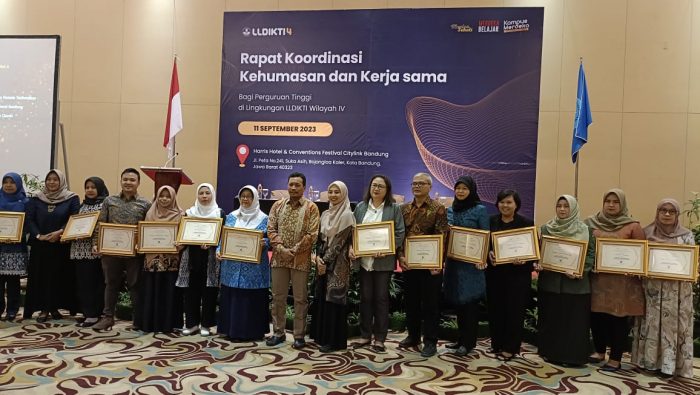 LLDIKTI4
MERDEKA
BELAJAR
Kampus
Merdeka
Rapat Koordinasi
Kehumasan dan Kerja sama
Bagi Perguruan Tinggi
di Lingkungan LLDIKTI Wilayah IV
11 SEPTEMBER 2023
Harris Hotel & Conventions Festival Citylink Bandung
Jl. Peta No.241, Suka Asih, Bojongloa Kaler, Kota Bandung,
Jawa Barat 40232